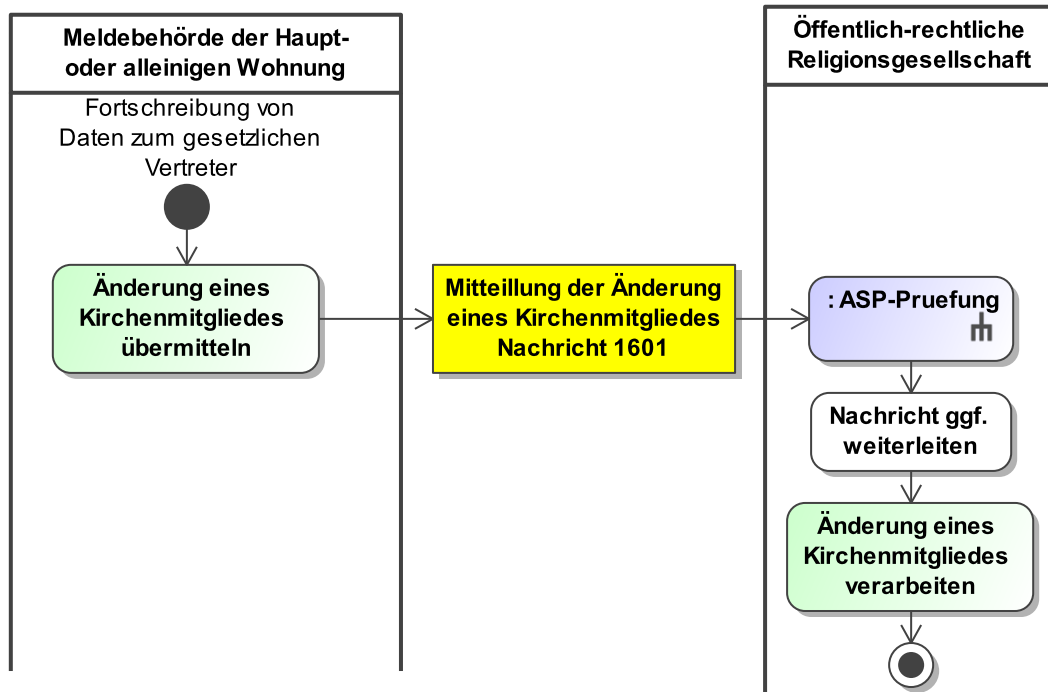 Meldebehörde der Haupt-
oder alleinigen Wohnung
Fortschreibung von
Daten zum gesetzlichen
Vertreter
Änderung eines
Kirchenmitgliedes
übermitteln
Mitteillung der Änderung
eines Kirchenmitgliedes
Nachricht 1601
Öffentlich-rechtliche
Religionsgesellschaft
: ASP-Pruefung
Nachricht ggf.
weiterleiten
Änderung eines
Kirchenmitgliedes
verarbeiten